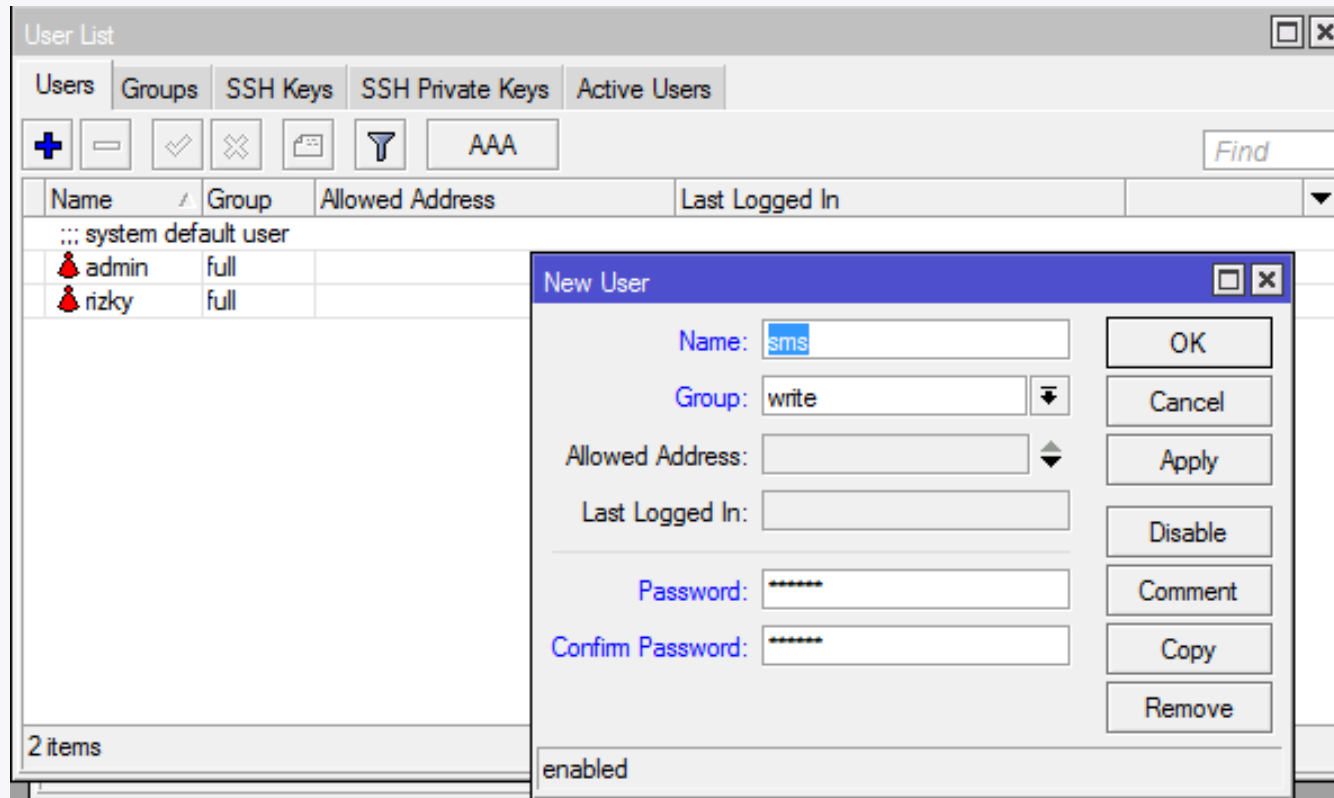 User List
Users Groups SSH Keys SSH Private Keys Active Users
AAA Find
Name Group Allowed Address Last Logged In
;;; system default user
admin full
rizky full
New User
Name: sms OK
Group: write Cancel
Allowed Address: Apply
Last Logged In:
Disable
Password: ****** Comment
Confirm Password: ****** Copy
Remove
2 items
enabled